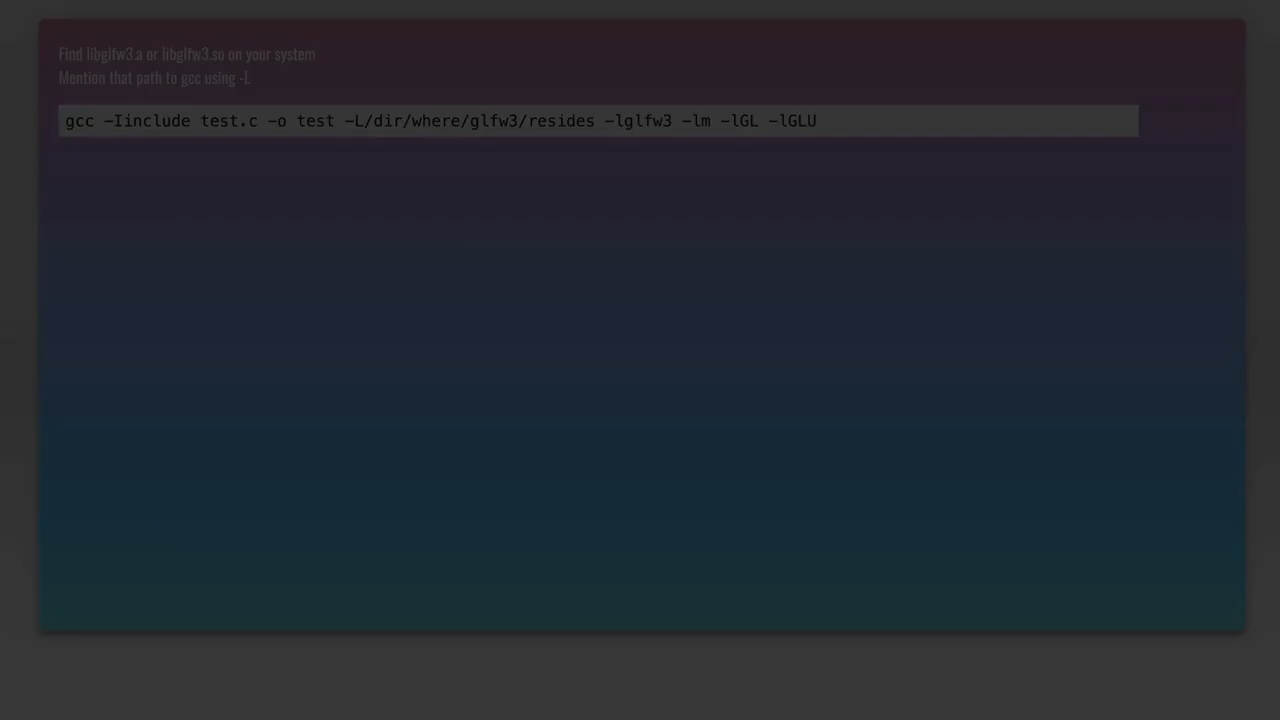 Find libglfw3.a or libglfw3.so on your system
Mention that path to gcc using -L
gcc -Iinclude test.c -o test -L/dir/where/glfw3/resides -lglfw3 -lm -lGL -lGLU